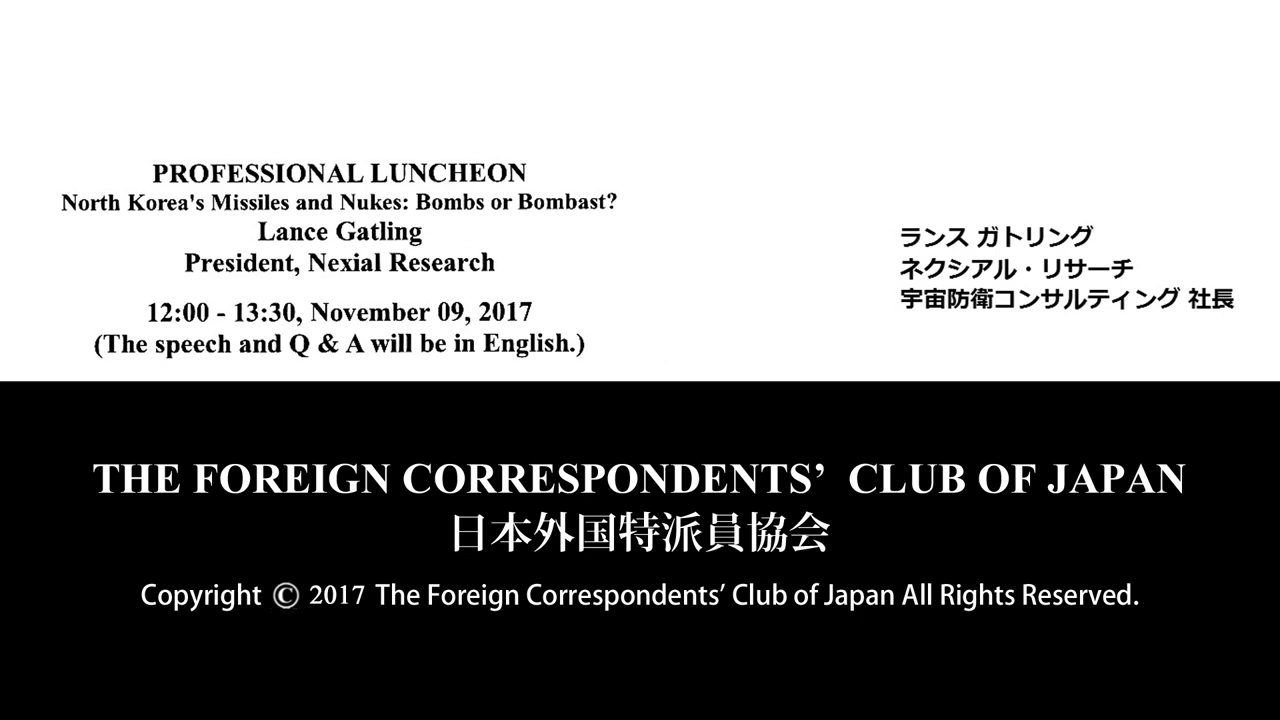 PROFESSIONAL LUNCHEON
North Korea's Missiles and Nukes: Bombs or Bombast?
Lance Gatling
President, Nexial Research
12:00 - 13:30, November 09, 2017
(The speech and Q & A will be in English.)
ランス ガトリング
ネクシアル・リサーチ
宇宙防衛コンサルティング 社長
THE FOREIGN CORRESPONDENTS’ CLUB OF JAPAN
日本外国特派員協会
Copyright © 2017 The Foreign Correspondents’ Club of Japan All Rights Reserved.